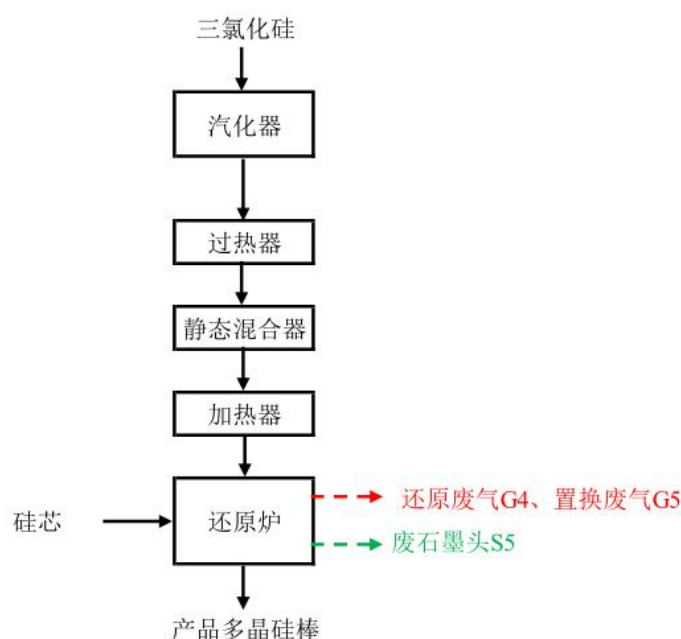 三氯化硅
汽化器
过热器
静态混合器
加热器
硅芯
还原炉
还原废气G4、置换废气G5
废石墨头S5
产品多晶硅棒